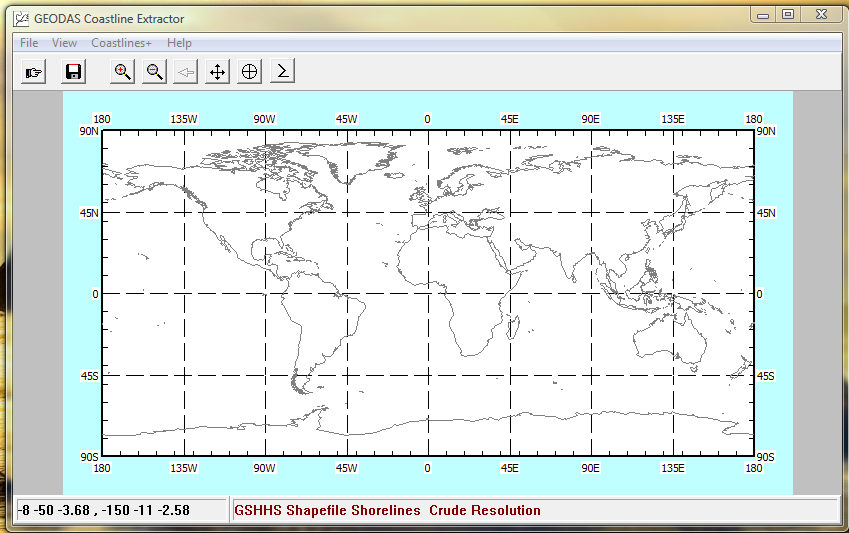 GEODAS Coastline Extractor
File View Coastlines+ Help
180 135W 90W 45W 0 45E 90E 135E 180
90N 90N
45N 45N
0 0
45S 45S
90S 90S
180 135W 90W 45W 0 45E 90E 135E 180
-8 -50 -3.68 , -150 -11 -2.58 GSHHS Shapefile Shorelines Crude Resolution